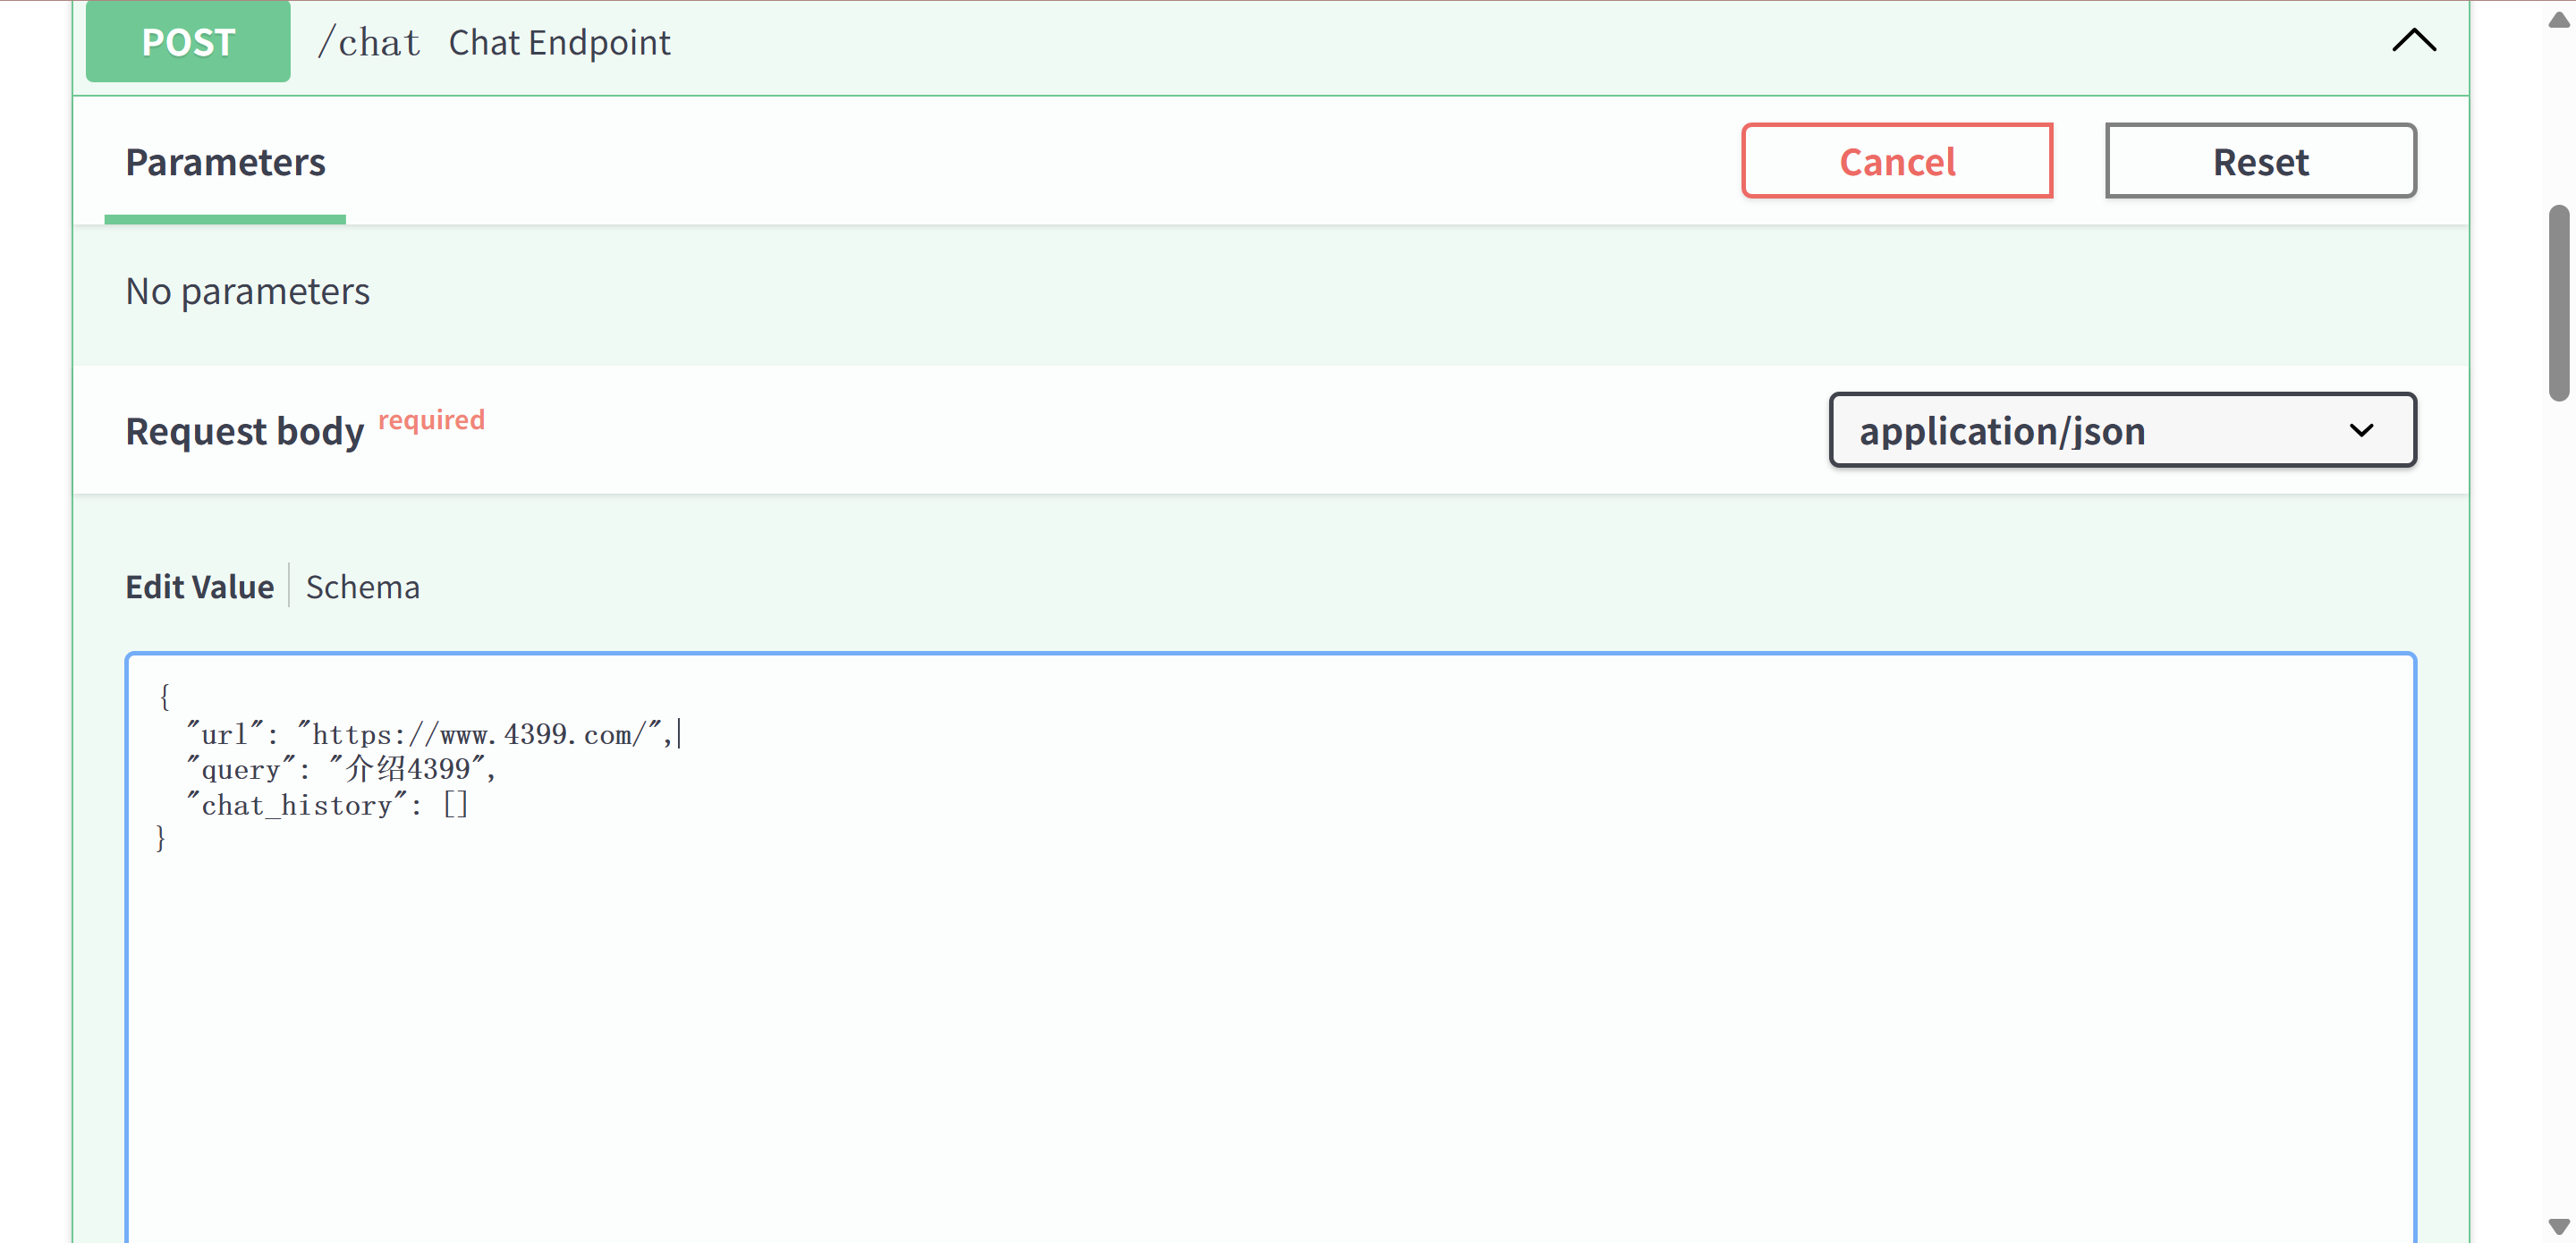 POST /chat Chat Endpoint
Parameters Cancel Reset
No parameters
Request body required application/json
Edit Value Schema
{
"url": "https://www.4399.com/",
"query": "介绍4399",
"chat_history": []
}